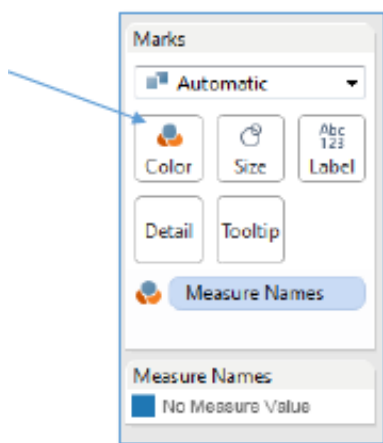 Marks
Automatic
Color
Size
Abc
123
Label
Detail
Tooltip
Measure Names
Measure Names
No Measure Value